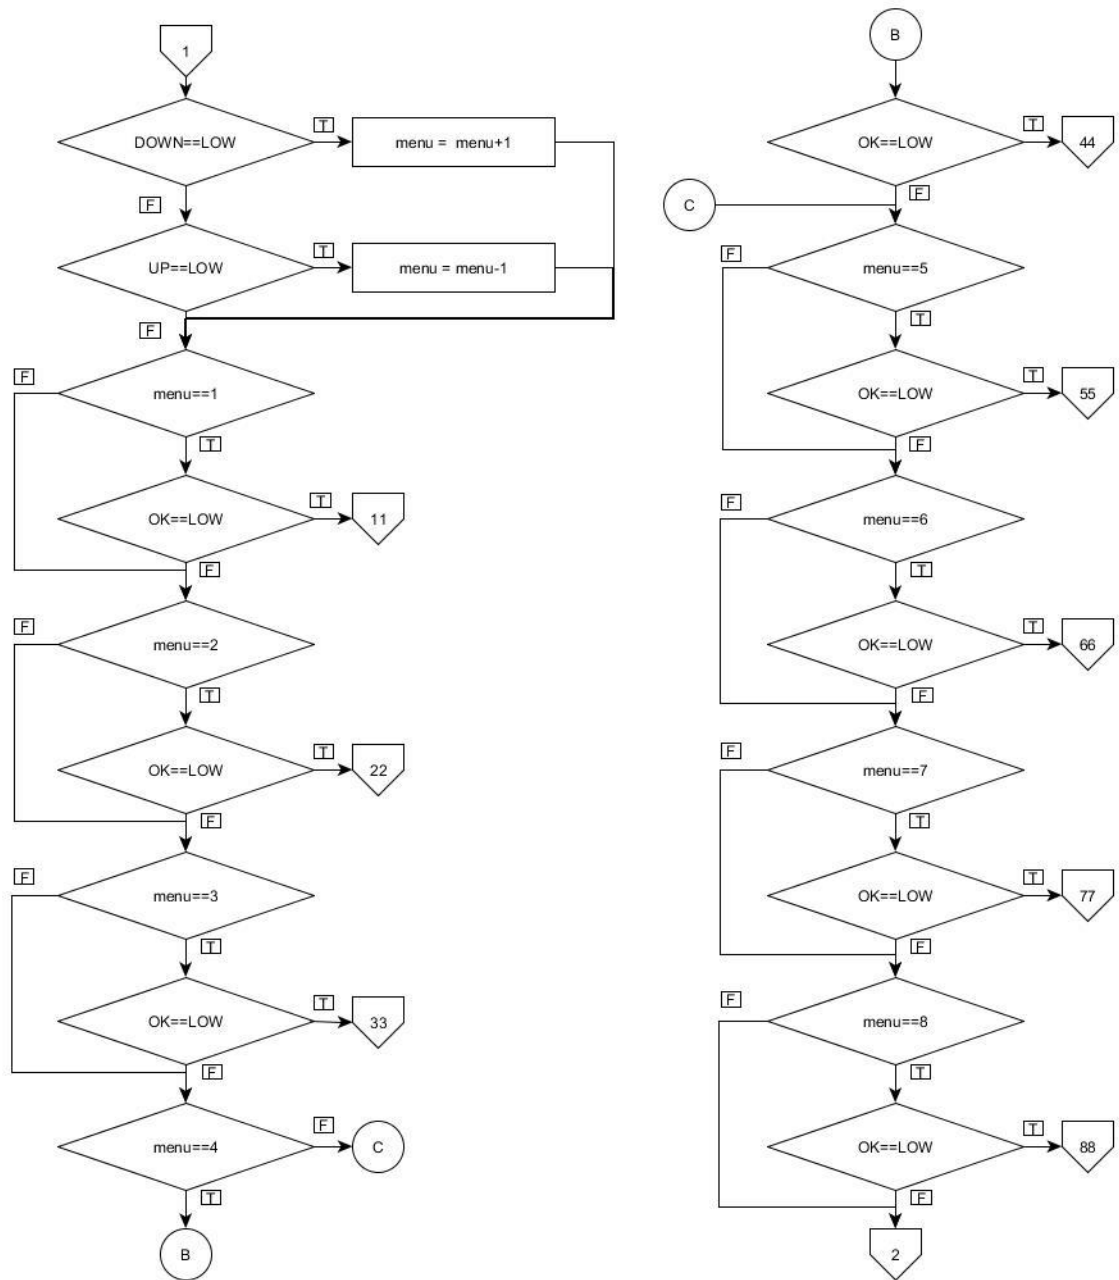 1
DOWN==LOW
T
menu = menu+1
F
UP==LOW
T
menu = menu-1
F
menu==1
F
T
OK==LOW
T
11
F
menu==2
F
T
OK==LOW
T
22
F
menu==3
F
T
OK==LOW
T
33
F
menu==4
F
C
T
B
B
OK==LOW
T
44
F
C
menu==5
F
T
OK==LOW
T
55
F
menu==6
F
T
OK==LOW
T
66
F
menu==7
F
T
OK==LOW
T
77
F
menu==8
F
T
OK==LOW
T
88
F
2